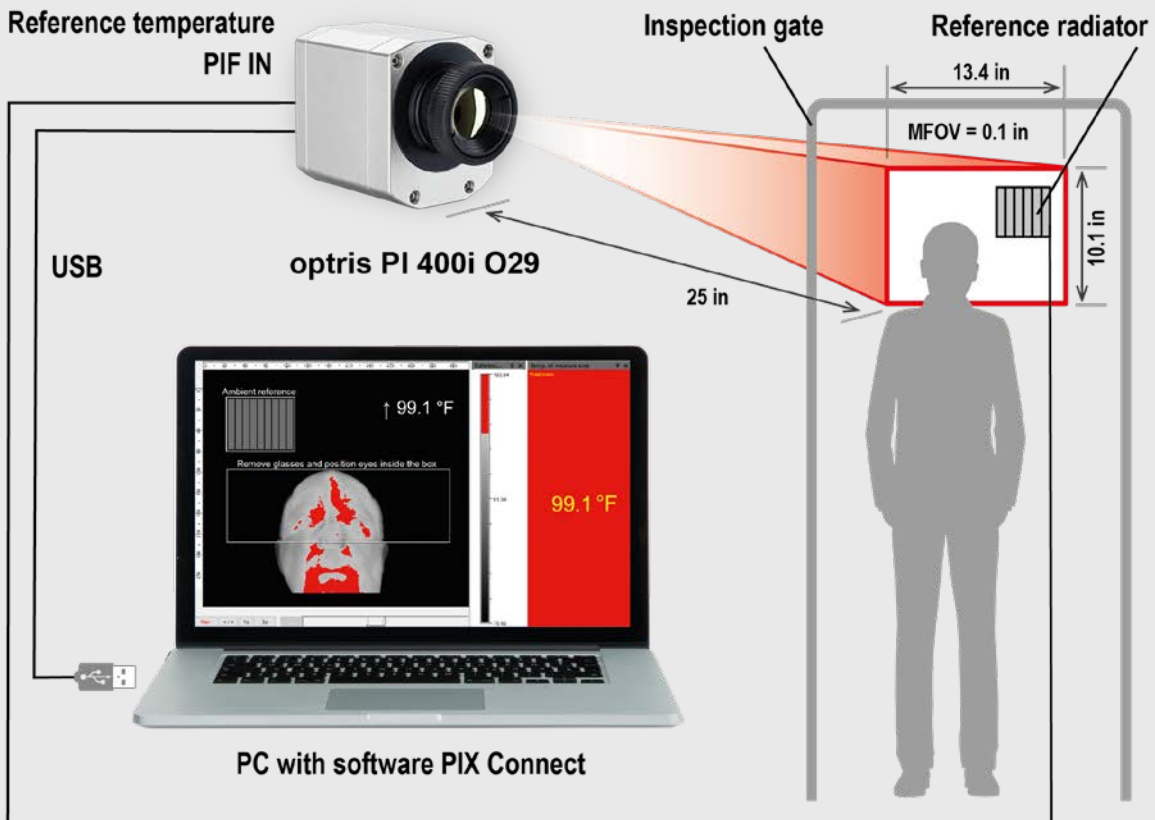 Reference temperature
PIF IN
Inspection gate
Reference radiator
13.4 in
MFOV = 0.1 in
10.1 in
USB
optris PI 400i O29
25 in
Ambient reference
↑ 99.1 °F
Remove glasses and position eyes inside the box
99.1 °F
PC with software PIX Connect